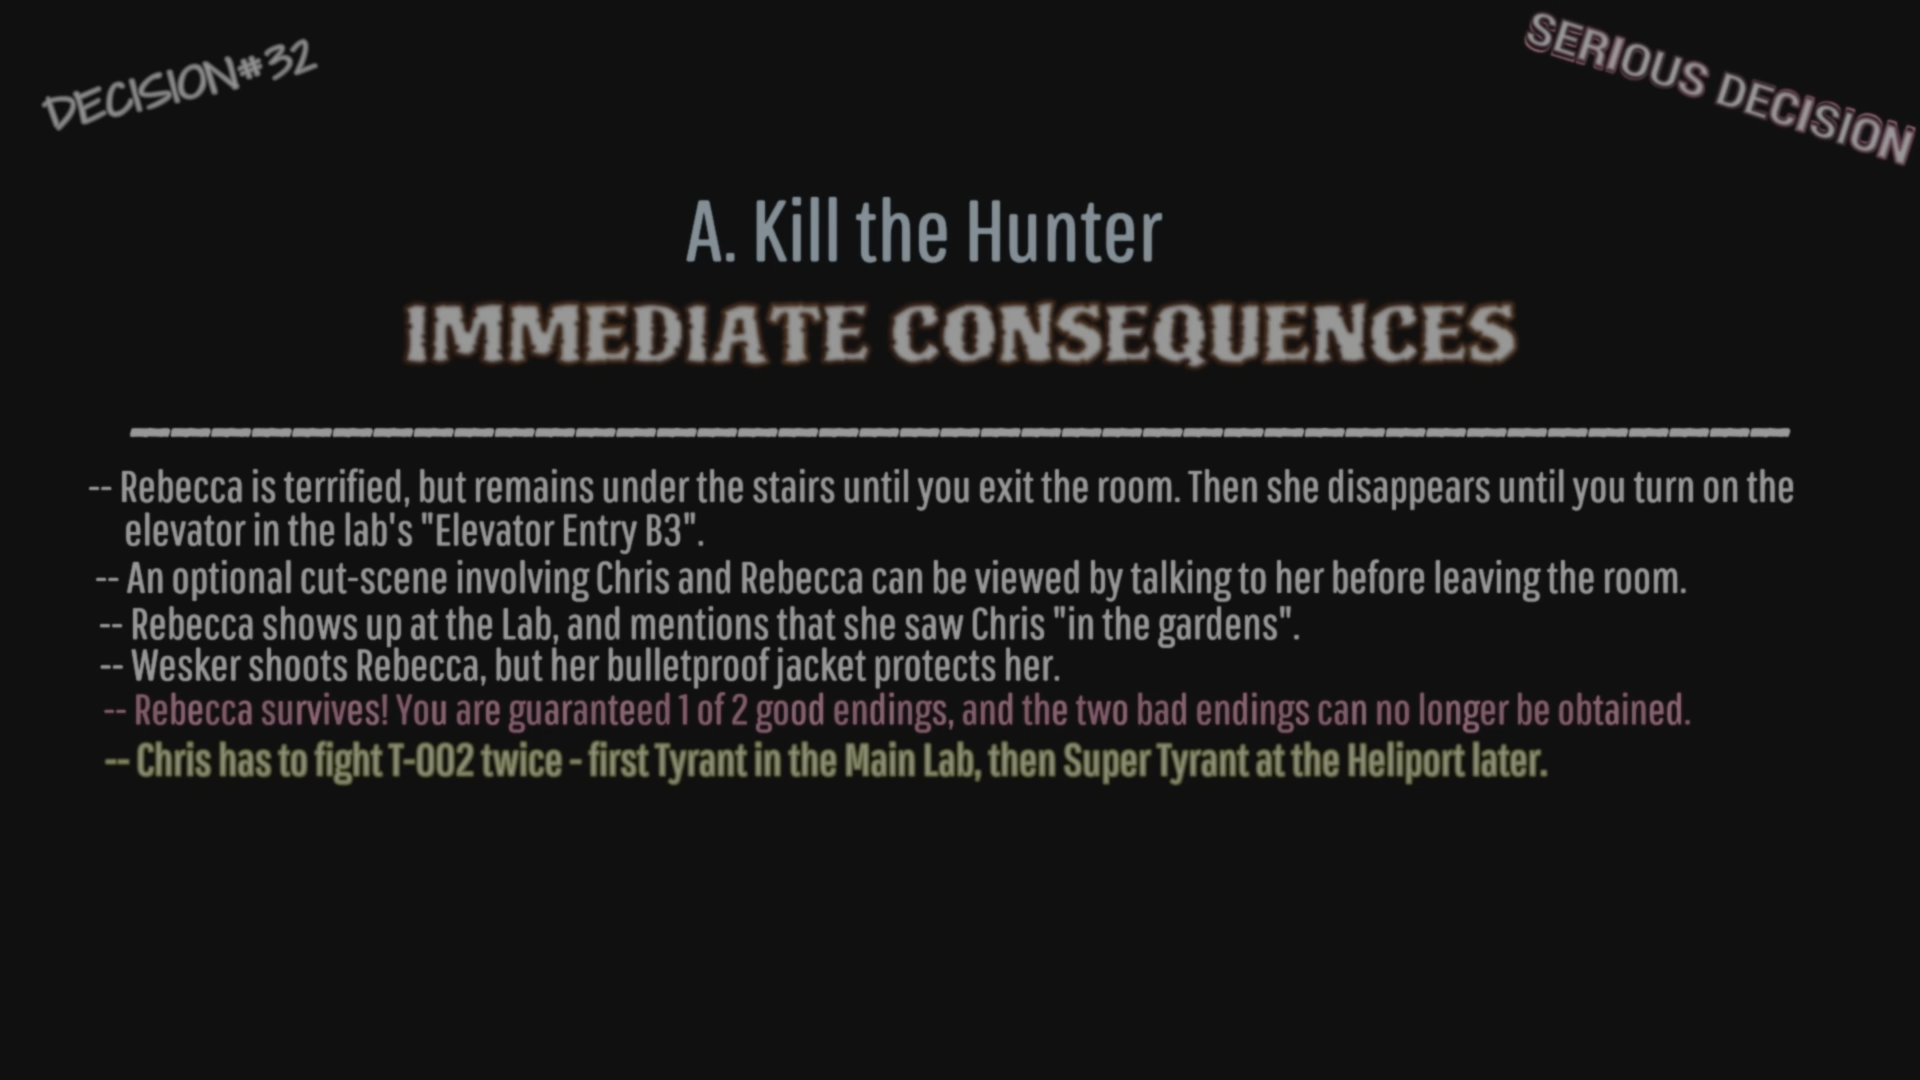 DECISION#32
SERIOUS DECISION
A. Kill the Hunter
IMMEDIATE CONSEQUENCES
-- Rebecca is terrified, but remains under the stairs until you exit the room. Then she disappears until you turn on the
elevator in the lab's "Elevator Entry B3".
-- An optional cut-scene involving Chris and Rebecca can be viewed by talking to her before leaving the room.
-- Rebecca shows up at the Lab, and mentions that she saw Chris "in the gardens".
-- Wesker shoots Rebecca, but her bulletproof jacket protects her.
-- Rebecca survives! You are guaranteed 1 of 2 good endings, and the two bad endings can no longer be obtained.
-- Chris has to fight T-002 twice - first Tyrant in the Main Lab, then Super Tyrant at the Heliport later.